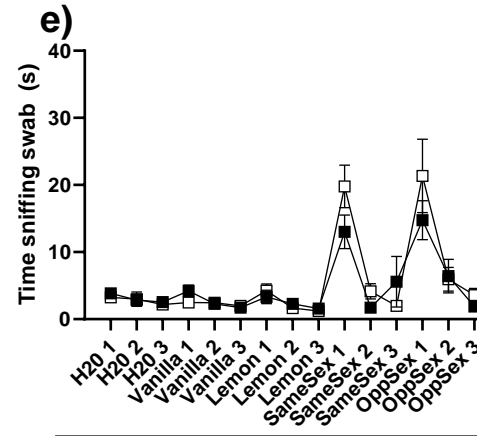 e)
Time sniffing swab (s)
40
30
20
10
0
H20 1
H20 2
H20 3
Vanilla 1
Vanilla 2
Vanilla 3
Lemon 1
Lemon 2
Lemon 3
SameSex 1
SameSex 2
SameSex 3
OppSex 1
OppSex 2
OppSex 3